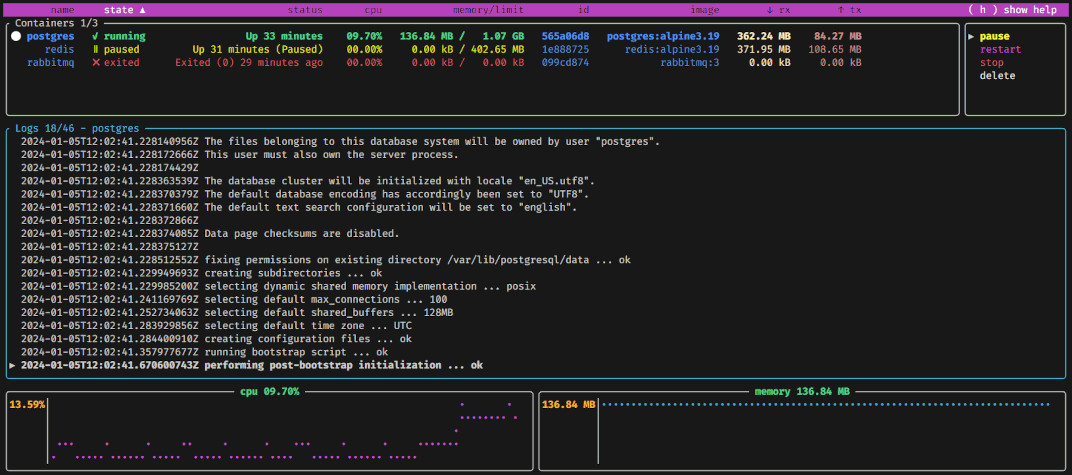 name state ▲ status cpu memory/limit id image ↓ rx ↑ tx ( h ) show help
Containers 1/3
⚪ postgres ✓ running Up 33 minutes 09.70% 136.84 MB / 1.07 GB 565a06d8 postgres:alpine3.19 362.24 MB 84.27 MB
redis ॥ paused Up 31 minutes (Paused) 00.00% 0.00 kB / 402.65 MB 1e888725 redis:alpine3.19 371.95 MB 108.65 MB
rabbitmq ✕ exited Exited (0) 29 minutes ago 00.00% 0.00 kB / 0.00 kB 099cd874 rabbitmq:3 0.00 kB 0.00 kB
▶ pause
restart
stop
delete
Logs 18/46 - postgres
2024-01-05T12:02:41.228140956Z The files belonging to this database system will be owned by user "postgres".
2024-01-05T12:02:41.228172666Z This user must also own the server process.
2024-01-05T12:02:41.228174429Z
2024-01-05T12:02:41.228363539Z The database cluster will be initialized with locale "en_US.utf8".
2024-01-05T12:02:41.228370379Z The default database encoding has accordingly been set to "UTF8".
2024-01-05T12:02:41.228371660Z The default text search configuration will be set to "english".
2024-01-05T12:02:41.228372866Z
2024-01-05T12:02:41.228374085Z Data page checksums are disabled.
2024-01-05T12:02:41.228375127Z
2024-01-05T12:02:41.228512552Z fixing permissions on existing directory /var/lib/postgresql/data ... ok
2024-01-05T12:02:41.229949693Z creating subdirectories ... ok
2024-01-05T12:02:41.229985200Z selecting dynamic shared memory implementation ... posix
2024-01-05T12:02:41.241169769Z selecting default max_connections ... 100
2024-01-05T12:02:41.252734063Z selecting default shared_buffers ... 128MB
2024-01-05T12:02:41.283929856Z selecting default time zone ... UTC
2024-01-05T12:02:41.284400910Z creating configuration files ... ok
2024-01-05T12:02:41.357977677Z running bootstrap script ... ok
▶ 2024-01-05T12:02:41.670600743Z performing post-bootstrap initialization ... ok
cpu 09.70%
13.59%
memory 136.84 MB
136.84 MB